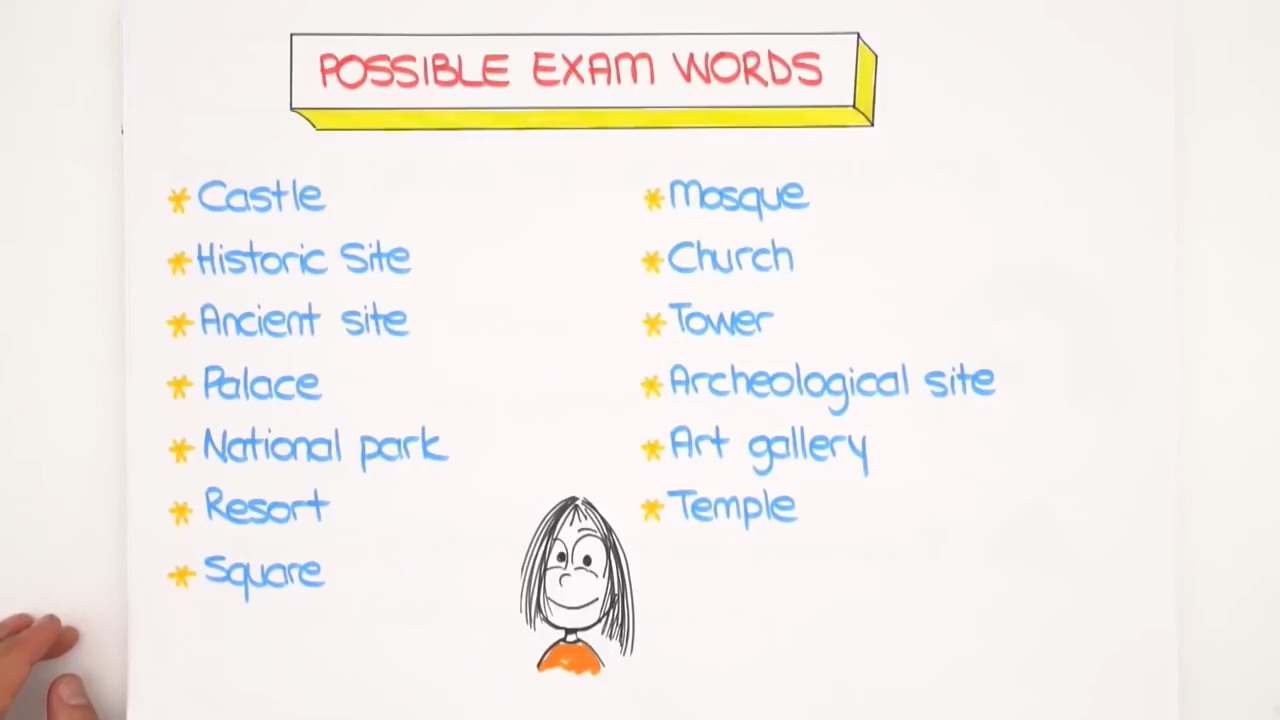 POSSIBLE EXAM WORDS
Castle
Historic Site
Ancient site
Palace
National park
Resort
Square
Mosque
Church
Tower
Archeological site
Art gallery
Temple